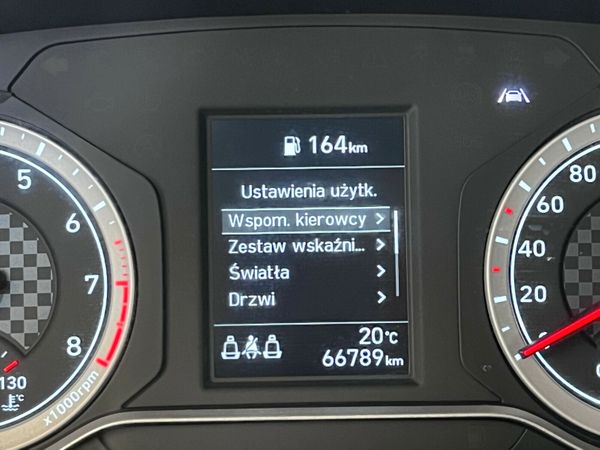 164km
Ustawienia użytk.
Wspom. kierowcy >
Zestaw wskaźni... >
Światła >
Drzwi >
20°C
66789km
5
6
7
8
x1000rpm
130
°C
80
60
40
20
0